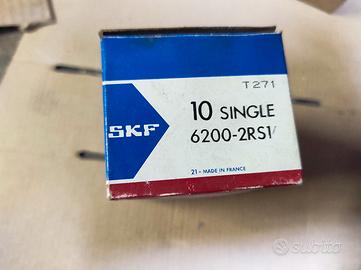 T271
10 SINGLE
SKF
6200-2RS1
21 - MADE IN FRANCE
subito